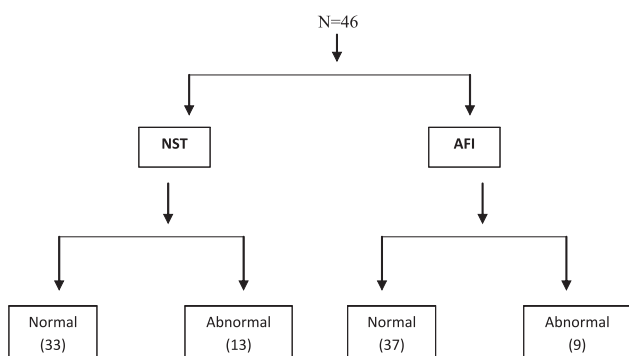 N=46
NST
AFI
Normal
(33)
Abnormal
(13)
Normal
(37)
Abnormal
(9)